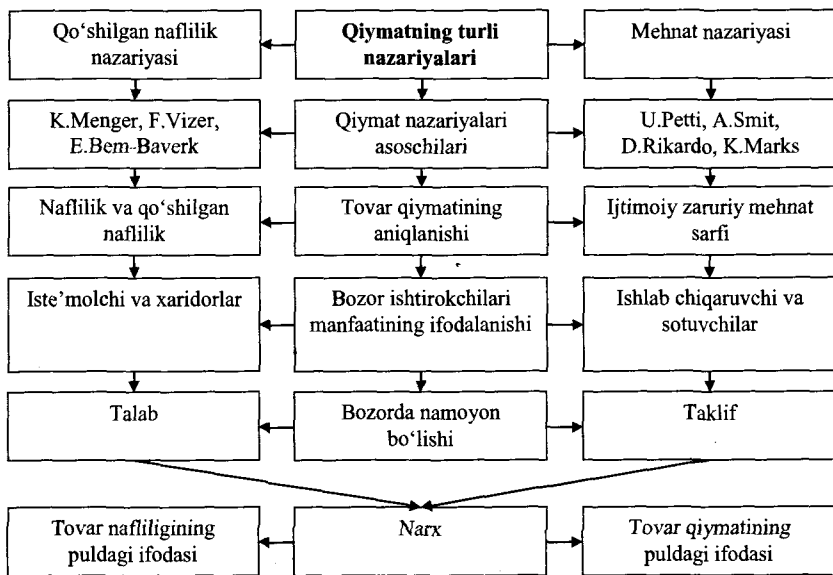 Qo‘shilgan naflilik
nazariyasi
Qiymatning turli
nazariyalari
Mehnat nazariyasi
K.Menger, F.Vizer,
E.Bem-Baverk
Qiymat nazariyalari
asoschilari
U.Petti, A.Smit,
D.Rikardo, K.Marks
Naflilik va qo‘shilgan
naflilik
Tovar qiymatining
aniqlanishi
Ijtimoiy zaruriy mehnat
sarfi
Iste’molchi va xaridorlar
Bozor ishtirokchilari
manfaatining ifodalanishi
Ishlab chiqaruvchi va
sotuvchilar
Talab
Bozorda namoyon
bo‘lishi
Taklif
Tovar nafliligining
puldagi ifodasi
Narx
Tovar qiymatining
puldagi ifodasi